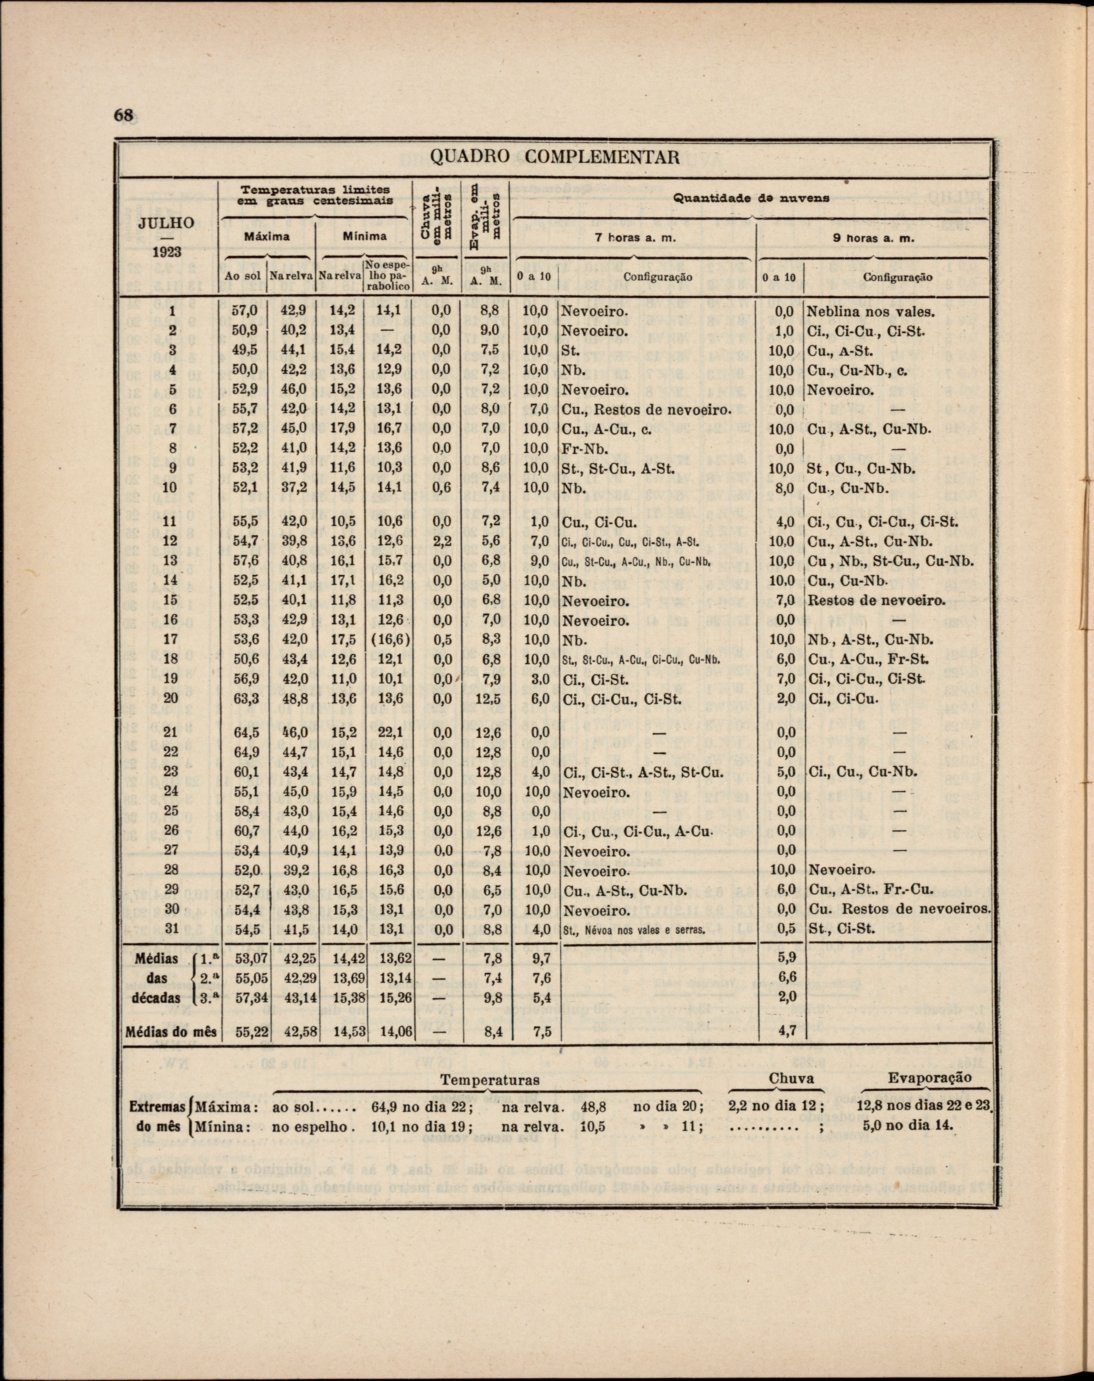 68
QUADRO COMPLEMENTAR
JULHO
—
1923
Temperaturas limites
em graus centesimais
Chuva
em mili-
metros
Evap. em
mili-
metros
Quantidade de nuvens
Máxima Mínima 7 horas a. m. 9 horas a. m.
Ao sol Na relva Na relva No espe-
lho pa-
rabolico
9h
A. M.
9h
A. M.
0 a 10 Configuração 0 a 10 Configuração
1 57,0 42,9 14,2 14,1 0,0 8,8 10,0 Nevoeiro. 0,0 Neblina nos vales.
2 50,9 40,2 13,4 — 0,0 9,0 10,0 Nevoeiro. 1,0 Ci., Ci-Cu., Ci-St.
3 49,5 44,1 15,4 14,2 0,0 7,5 10,0 St. 10,0 Cu., A-St.
4 50,0 42,2 13,6 12,9 0,0 7,2 10,0 Nb. 10,0 Cu., Cu-Nb., c.
5 52,9 46,0 15,2 13,6 0,0 7,2 10,0 Nevoeiro. 10,0 Nevoeiro.
6 55,7 42,0 14,2 13,1 0,0 8,0 7,0 Cu., Restos de nevoeiro. 0,0 —
7 57,2 45,0 17,9 16,7 0,0 7,0 10,0 Cu., A-Cu., c. 10,0 Cu, A-St., Cu-Nb.
8 52,2 41,0 14,2 13,6 0,0 7,0 10,0 Fr-Nb. 0,0 —
9 53,2 41,9 11,6 10,3 0,0 8,6 10,0 St., St-Cu., A-St. 10,0 St, Cu., Cu-Nb.
10 52,1 37,2 14,5 14,1 0,6 7,4 10,0 Nb. 8,0 Cu., Cu-Nb.
11 55,5 42,0 10,5 10,6 0,0 7,2 1,0 Cu., Ci-Cu. 4,0 Ci., Cu., Ci-Cu., Ci-St.
12 54,7 39,8 13,6 12,6 2,2 5,6 7,0 Ci., Ci-Cu., Cu., Ci-St., A-St. 10,0 Cu., A-St., Cu-Nb.
13 57,6 40,8 16,1 15,7 0,0 6,8 9,0 Cu., St-Cu., A-Cu., Nb., Cu-Nb. 10,0 Cu, Nb., St-Cu., Cu-Nb.
14 52,5 41,1 17,1 16,2 0,0 5,0 10,0 Nb. 10,0 Cu., Cu-Nb.
15 52,5 40,1 11,8 11,3 0,0 6,8 10,0 Nevoeiro. 7,0 Restos de nevoeiro.
16 53,3 42,9 13,1 12,6 0,0 7,0 10,0 Nevoeiro. 0,0 —
17 53,6 42,0 17,5 (16,6) 0,5 8,3 10,0 Nb. 10,0 Nb., A-St., Cu-Nb.
18 50,6 43,4 12,6 12,1 0,0 6,8 10,0 St., St-Cu., A-Cu., Ci-Cu., Cu-Nb. 6,0 Cu., A-Cu., Fr-St.
19 56,9 42,0 11,0 10,1 0,0 7,9 3,0 Ci., Ci-St. 7,0 Ci., Ci-Cu., Ci-St.
20 63,3 48,8 13,6 13,6 0,0 12,5 6,0 Ci., Ci-Cu., Ci-St. 2,0 Ci., Ci-Cu.
21 64,5 46,0 15,2 22,1 0,0 12,6 0,0 — 0,0 —
22 64,9 44,7 15,1 14,6 0,0 12,8 0,0 — 0,0 —
23 60,1 43,4 14,7 14,8 0,0 12,8 4,0 Ci., Ci-St., A-St., St-Cu. 5,0 Ci., Cu., Cu-Nb.
24 55,1 45,0 15,9 14,5 0,0 10,0 10,0 Nevoeiro. 0,0 —
25 58,4 43,0 15,4 14,6 0,0 8,8 0,0 — 0,0 —
26 60,7 44,0 16,2 15,3 0,0 12,6 1,0 Ci., Cu., Ci-Cu., A-Cu. 0,0 —
27 53,4 40,9 14,1 13,9 0,0 7,8 10,0 Nevoeiro. 0,0 —
28 52,0 39,2 16,8 16,3 0,0 8,4 10,0 Nevoeiro. 10,0 Nevoeiro.
29 52,7 43,0 16,5 15,6 0,0 6,5 10,0 Cu., A-St., Cu-Nb. 6,0 Cu., A-St., Fr.-Cu.
30 54,4 43,8 15,3 13,1 0,0 7,0 10,0 Nevoeiro. 0,0 Cu. Restos de nevoeiros.
31 54,5 41,5 14,0 13,1 0,0 8,8 4,0 St., Névoa nos vales e serras. 0,5 St., Ci-St.
Médias 1.ª 53,07 42,25 14,42 13,62 — 7,8 9,7 5,9
das 2.ª 55,05 42,29 13,69 13,14 — 7,4 7,6 6,6
décadas 3.ª 57,34 43,14 15,38 15,26 — 9,8 5,4 2,0
Médias do mês 55,22 42,58 14,53 14,06 — 8,4 7,5 4,7
Temperaturas Chuva Evaporação
Extremas Máxima: ao sol...... 64,9 no dia 22; na relva. 48,8 no dia 20; 2,2 no dia 12; 12,8 nos dias 22 e 23.
do mês Mínina: no espelho. 10,1 no dia 19; na relva. 10,5 » » 11; .......... ; 5,0 no dia 14.